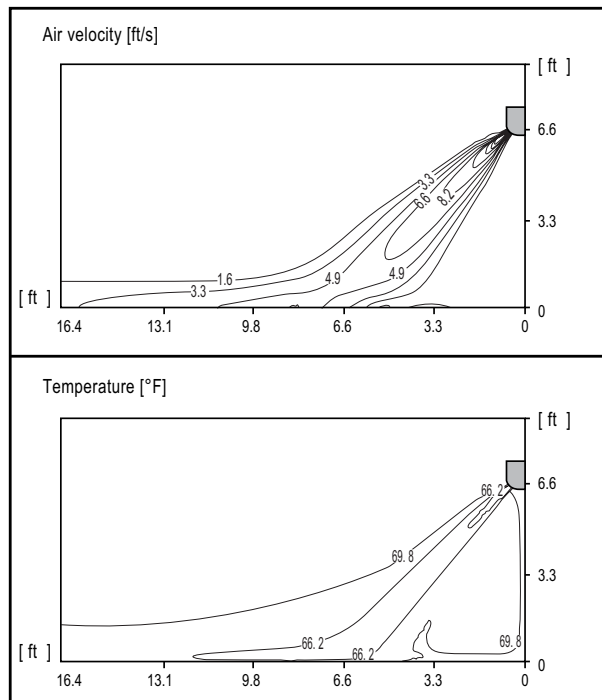 Air velocity [ft/s]
[ ft ]
6.6
3.3
6.6
8.2
3.3
1.6
4.9
4.9
3.3
[ ft ]
0
16.4 13.1 9.8 6.6 3.3 0
Temperature [°F]
[ ft ]
66.2
6.6
69.8
3.3
66.2
66.2
69.8
[ ft ]
0
16.4 13.1 9.8 6.6 3.3 0